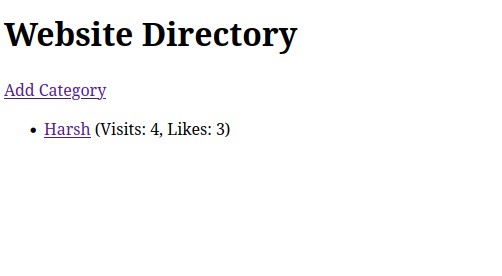 Website Directory
Add Category
Harsh (Visits: 4, Likes: 3)